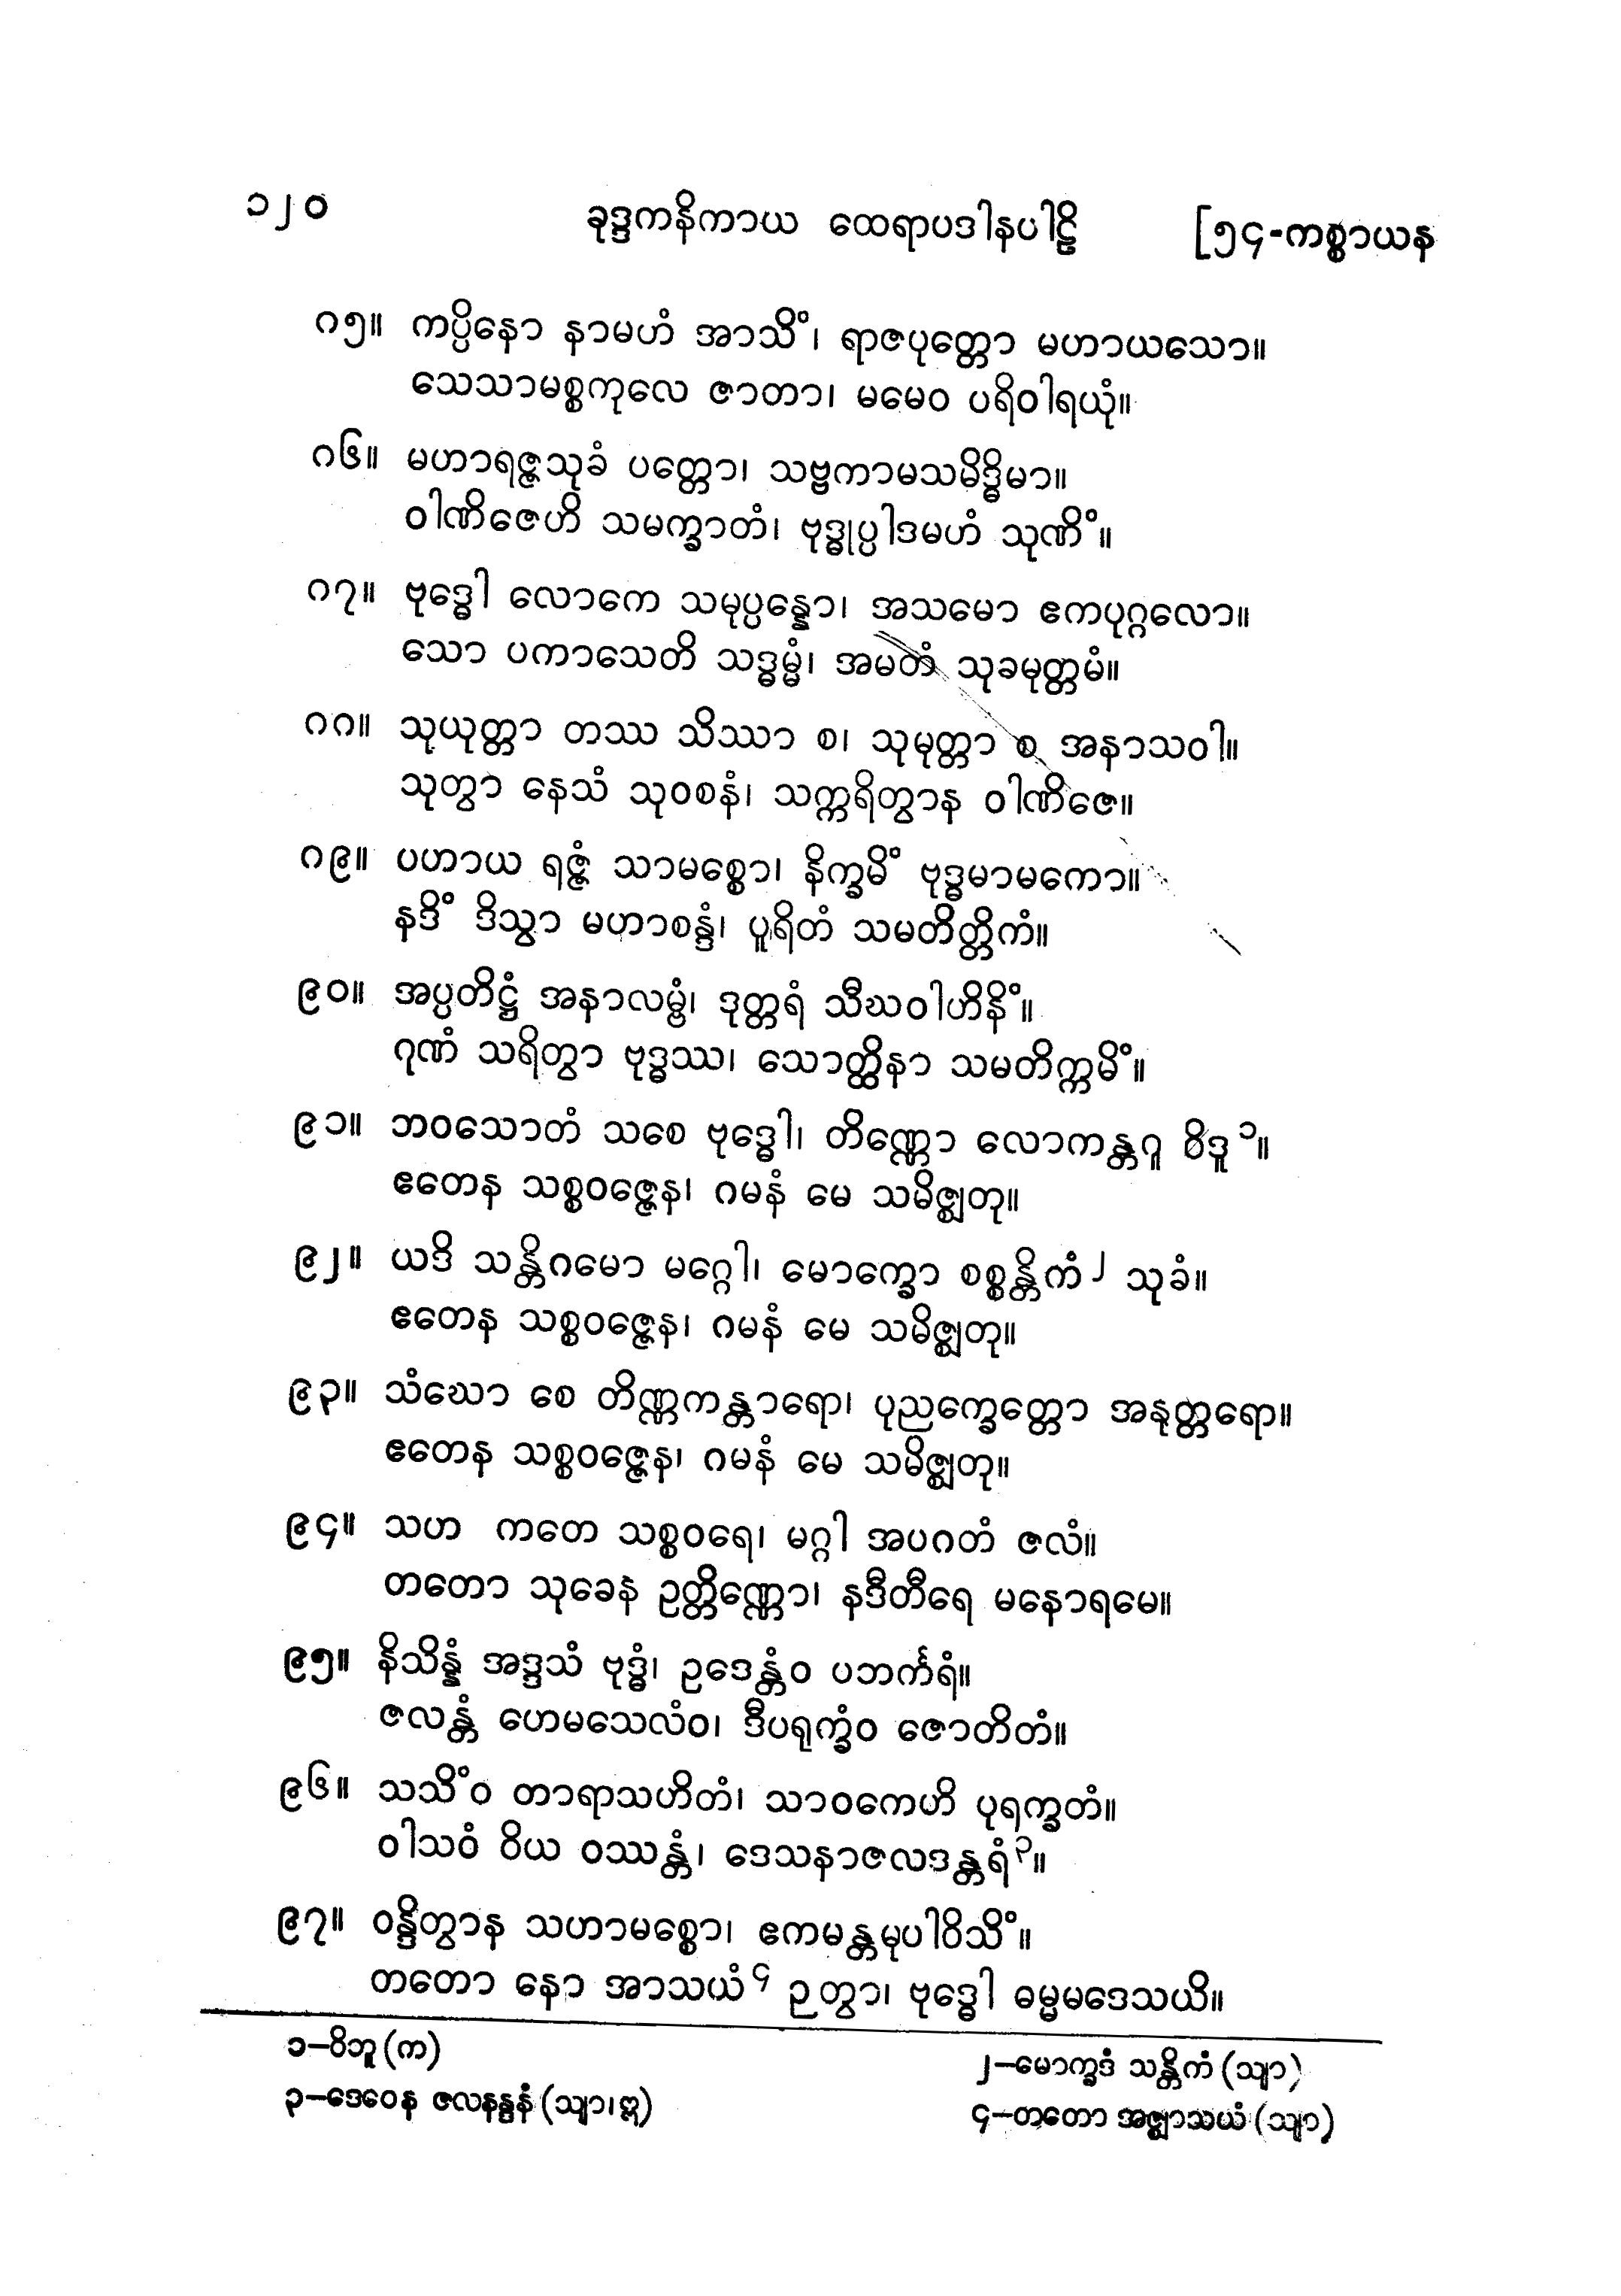 ၁၂၀ ခုဒ္ဒကနိကာယ ထေရာပဒါနပါဠိ [၅၄-ကစ္စာယန
၈၅။ ကပ္ပိနော နာမဟံ အာသိံ၊ ရာဇပုတ္တော မဟာယသော။
သေသာမစ္စကုလေ ဇာတာ၊ မမေဝ ပရိဝါရယုံ။
၈၆။ မဟာရဇ္ဇသုခံ ပတ္တော၊ သဗ္ဗကာမသမိဒ္ဓိမာ။
ဝါဏိဇေဟိ သမက္ခာတံ၊ ဗုဒ္ဓုပ္ပါဒမဟံ သုဏိံ။
၈၇။ ဗုဒ္ဓေါ လောကေ သမုပ္ပန္နော၊ အသမော ဧကပုဂ္ဂလော။
သော ပကာသေတိ သဒ္ဓမ္မံ၊ အမတံ သုခမုတ္တမံ။
၈၈။ သုယုတ္တာ တဿ သိဿာ စ၊ သုမုတ္တာ စ အနာသဝါ။
သုတွာ နေသံ သုဝစနံ၊ သက္ကရိတွာန ဝါဏိဇေ။
၈၉။ ပဟာယ ရဇ္ဇံ သာမစ္စော၊ နိက္ခမိံ ဗုဒ္ဓမာမကော။
နဒိံ ဒိသွာ မဟာစန္ဒံ၊ ပူရိတံ သမတိတ္တိကံ။
၉၀။ အပ္ပတိဋ္ဌံ အနာလမ္ဗံ၊ ဒုတ္တရံ သီဃဝါဟိနိံ။
ဂုဏံ သရိတွာ ဗုဒ္ဓဿ၊ သောတ္ထိနာ သမတိက္ကမိံ။
၉၁။ ဘဝသောတံ သစေ ဗုဒ္ဓေါ၊ တိဏ္ဏော လောကန္တဂူ ဝိဒူ၁။
ဧတေန သစ္စဝဇ္ဇေန၊ ဂမနံ မေ သမိဇ္ဈတု။
၉၂။ ယဒိ သန္တိဂမော မဂ္ဂေါ၊ မောက္ခော စစ္စန္တိကံ၂ သုခံ။
ဧတေန သစ္စဝဇ္ဇေန၊ ဂမနံ မေ သမိဇ္ဈတု။
၉၃။ သံဃော စေ တိဏ္ဏကန္တာရော၊ ပုညက္ခေတ္တော အနုတ္တရော။
ဧတေန သစ္စဝဇ္ဇေန၊ ဂမနံ မေ သမိဇ္ဈတု။
၉၄။ သဟ ကတေ သစ္စဝရေ၊ မဂ္ဂါ အပဂတံ ဇလံ။
တတော သုခေန ဥတ္တိဏ္ဏော၊ နဒီတီရေ မနောရမေ။
၉၅။ နိသိန္နံ အဒ္ဒသံ ဗုဒ္ဓံ၊ ဥဒေန္တံဝ ပဘင်္ကရံ။
ဇလန္တံ ဟေမသေလံဝ၊ ဒီပရုက္ခံဝ ဇောတိတံ။
၉၆။ သသိံဝ တာရာသဟိတံ၊ သာဝကေဟိ ပုရက္ခတံ။
ဝါသဝံ ဝိယ ဝဿန္တံ၊ ဒေသနာဇလဒန္တရံ၃။
၉၇။ ဝန္ဒိတွာန သဟာမစ္စော၊ ဧကမန္တမုပါဝိသိံ။
တတော နော အာသယံ၄ ဉတွာ၊ ဗုဒ္ဓေါ ဓမ္မမဒေသယိ။
၁–ဝိဘူ (က) ၂–မောက္ခဒံ သန္တိကံ (သျာ)
၃–ဒေဝေန ဇလနန္ဒနံ (သျာ၊ ဣ) ၄–တတော အဇ္ဈာသယံ (သျာ)